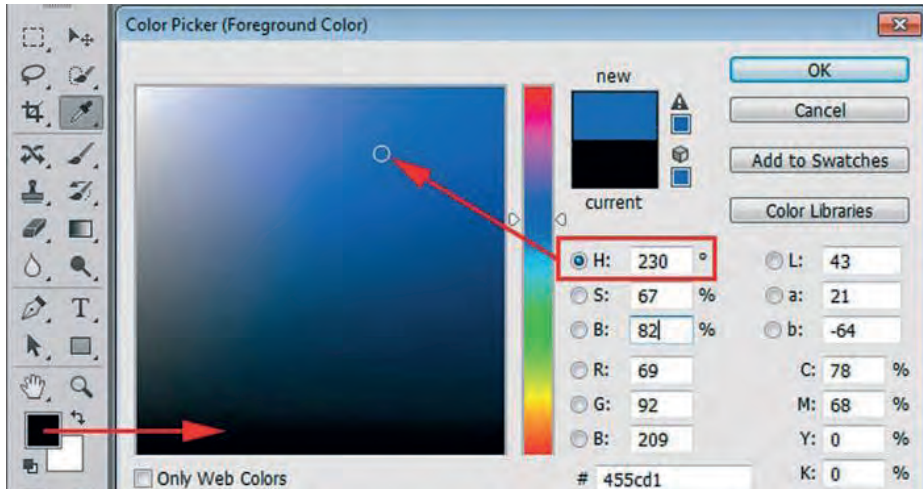 Color Picker (Foreground Color)
new
current
OK
Cancel
Add to Swatches
Color Libraries
H: 230 °
S: 67 %
B: 82 %
R: 69
G: 92
B: 209
# 455cd1
L: 43
a: 21
b: -64
C: 78 %
M: 68 %
Y: 0 %
K: 0 %
Only Web Colors
T